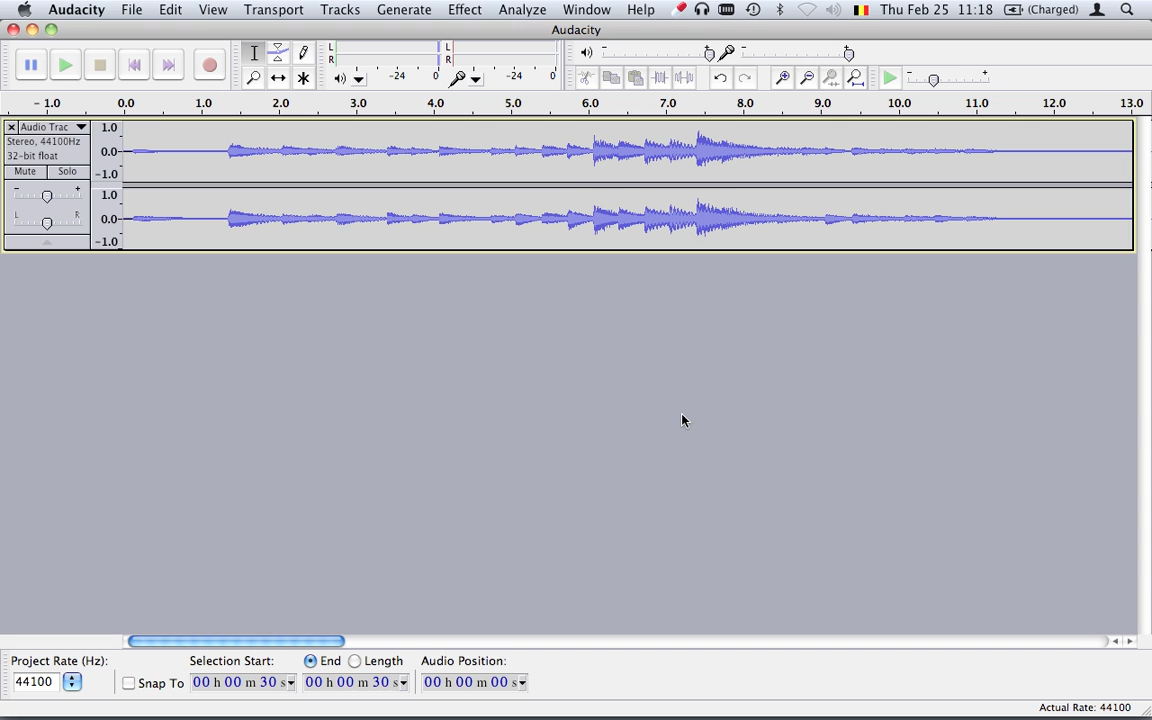 Audacity File Edit View Transport Tracks Generate Effect Analyze Window Help Thu Feb 25 11:18 (Charged)
Audacity
L R -24 0 L R -24 0
- 1.0 0.0 1.0 2.0 3.0 4.0 5.0 6.0 7.0 8.0 9.0 10.0 11.0 12.0 13.0
Audio Trac 1.0
Stereo, 44100Hz
32-bit float 0.0
Mute Solo -1.0
- + 1.0
L R 0.0
-1.0
Project Rate (Hz): Selection Start: End Length Audio Position:
44100 Snap To 00 h 00 m 30 s 00 h 00 m 30 s 00 h 00 m 00 s
Actual Rate: 44100